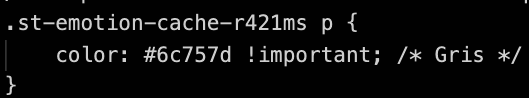 .st-emotion-cache-r421ms p {
    color: #6c757d !important; /* Gris */
}